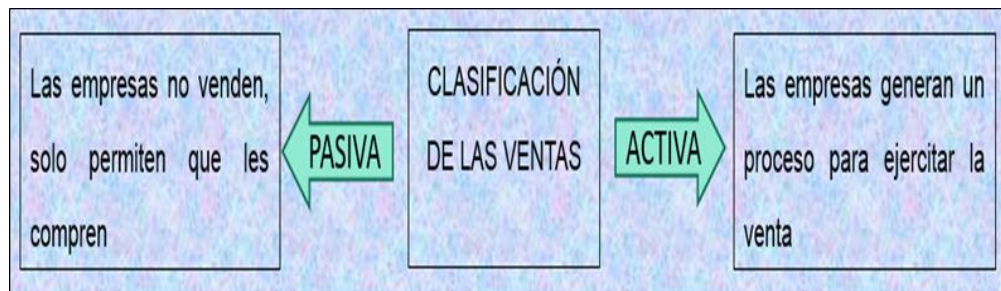 Las empresas no venden,
solo permiten que les
compren
PASIVA
CLASIFICACIÓN
DE LAS VENTAS
ACTIVA
Las empresas generan un
proceso para ejercitar la
venta